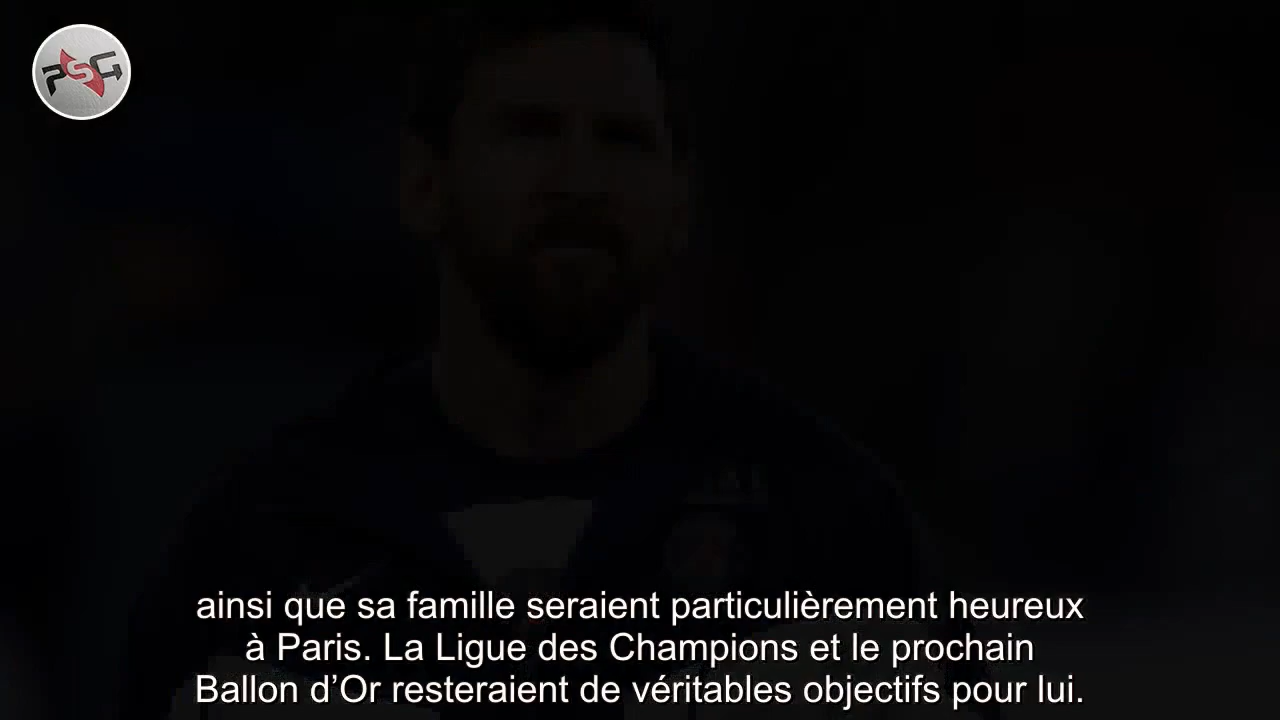 PSG
ainsi que sa famille seraient particulièrement heureux
à Paris. La Ligue des Champions et le prochain
Ballon d’Or resteraient de véritables objectifs pour lui.